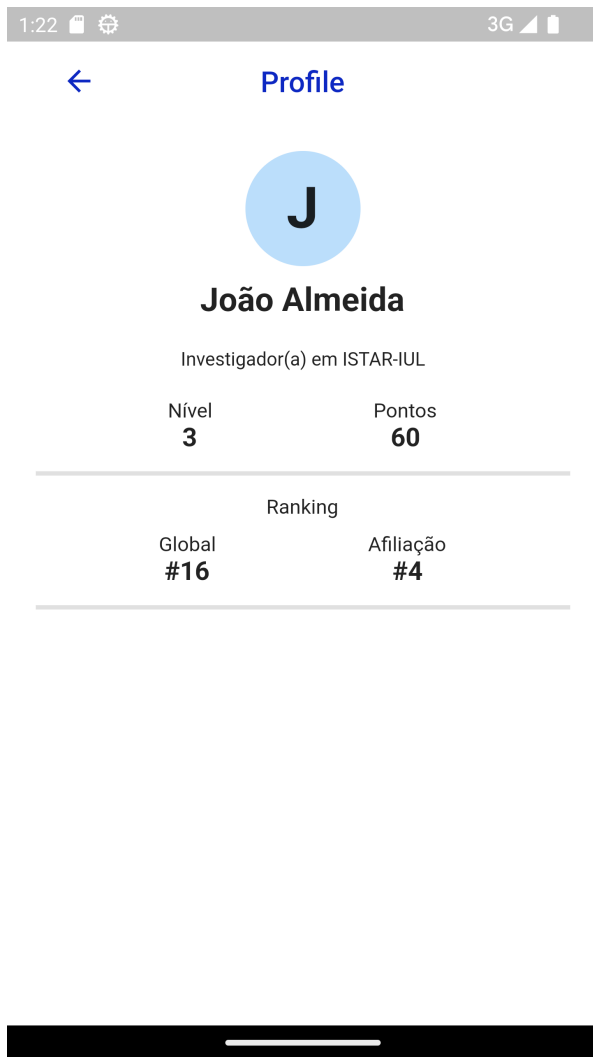 1:22 3G
Profile
J
João Almeida
Investigador(a) em ISTAR-IUL
Nível Pontos
3 60
Ranking
Global Afiliação
#16 #4